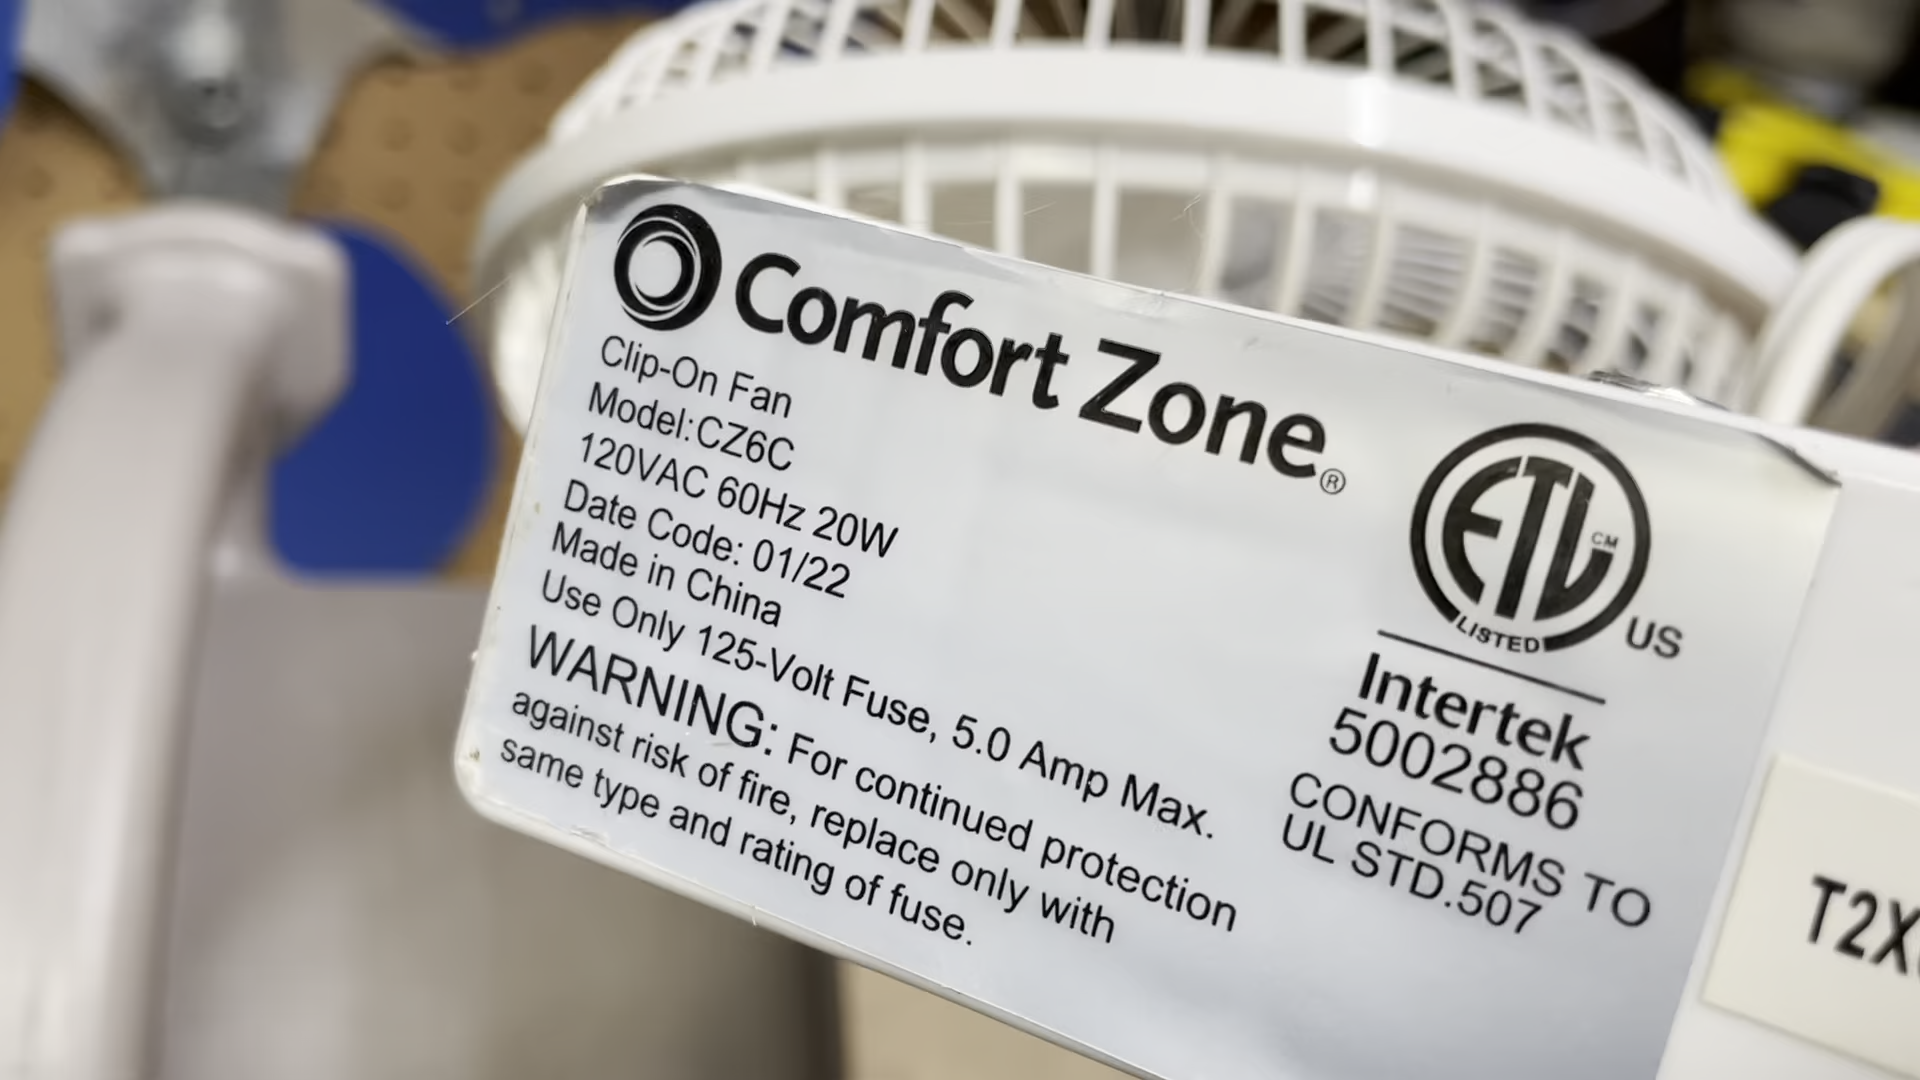 Comfort Zone®
Clip-On Fan
Model:CZ6C
120VAC 60Hz 20W
Date Code: 01/22
Made in China
Use Only 125-Volt Fuse, 5.0 Amp Max.
WARNING: For continued protection
against risk of fire, replace only with
same type and rating of fuse.
ETL CM
LISTED US
Intertek
5002886
CONFORMS TO
UL STD.507
T2X